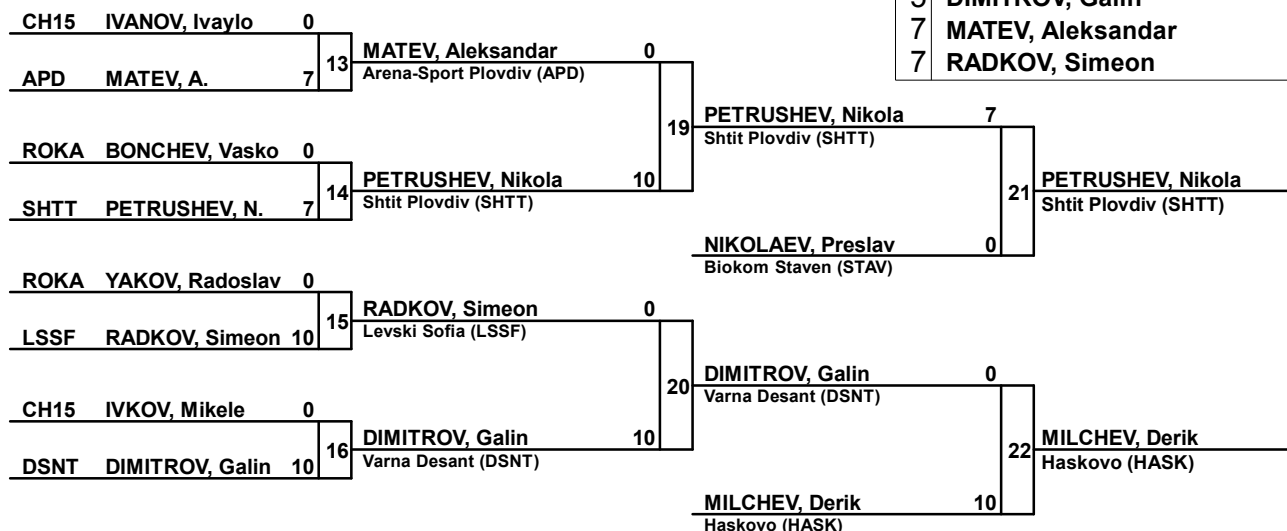 CH15 IVANOV, Ivaylo 0
APD MATEV, A. 7
13
MATEV, Aleksandar 0
Arena-Sport Plovdiv (APD)
ROKA BONCHEV, Vasko 0
SHTT PETRUSHEV, N. 7
14
PETRUSHEV, Nikola 10
Shtit Plovdiv (SHTT)
19
PETRUSHEV, Nikola 7
Shtit Plovdiv (SHTT)
NIKOLAEV, Preslav 0
Biokom Staven (STAV)
21
PETRUSHEV, Nikola
Shtit Plovdiv (SHTT)
ROKA YAKOV, Radoslav 0
LSSF RADKOV, Simeon 10
15
RADKOV, Simeon 0
Levski Sofia (LSSF)
CH15 IVKOV, Mikele 0
DSNT DIMITROV, Galin 10
16
DIMITROV, Galin 10
Varna Desant (DSNT)
20
DIMITROV, Galin 0
Varna Desant (DSNT)
MILCHEV, Derik 10
Haskovo (HASK)
22
MILCHEV, Derik
Haskovo (HASK)
5 DIMITROV, Galin
7 MATEV, Aleksandar
7 RADKOV, Simeon